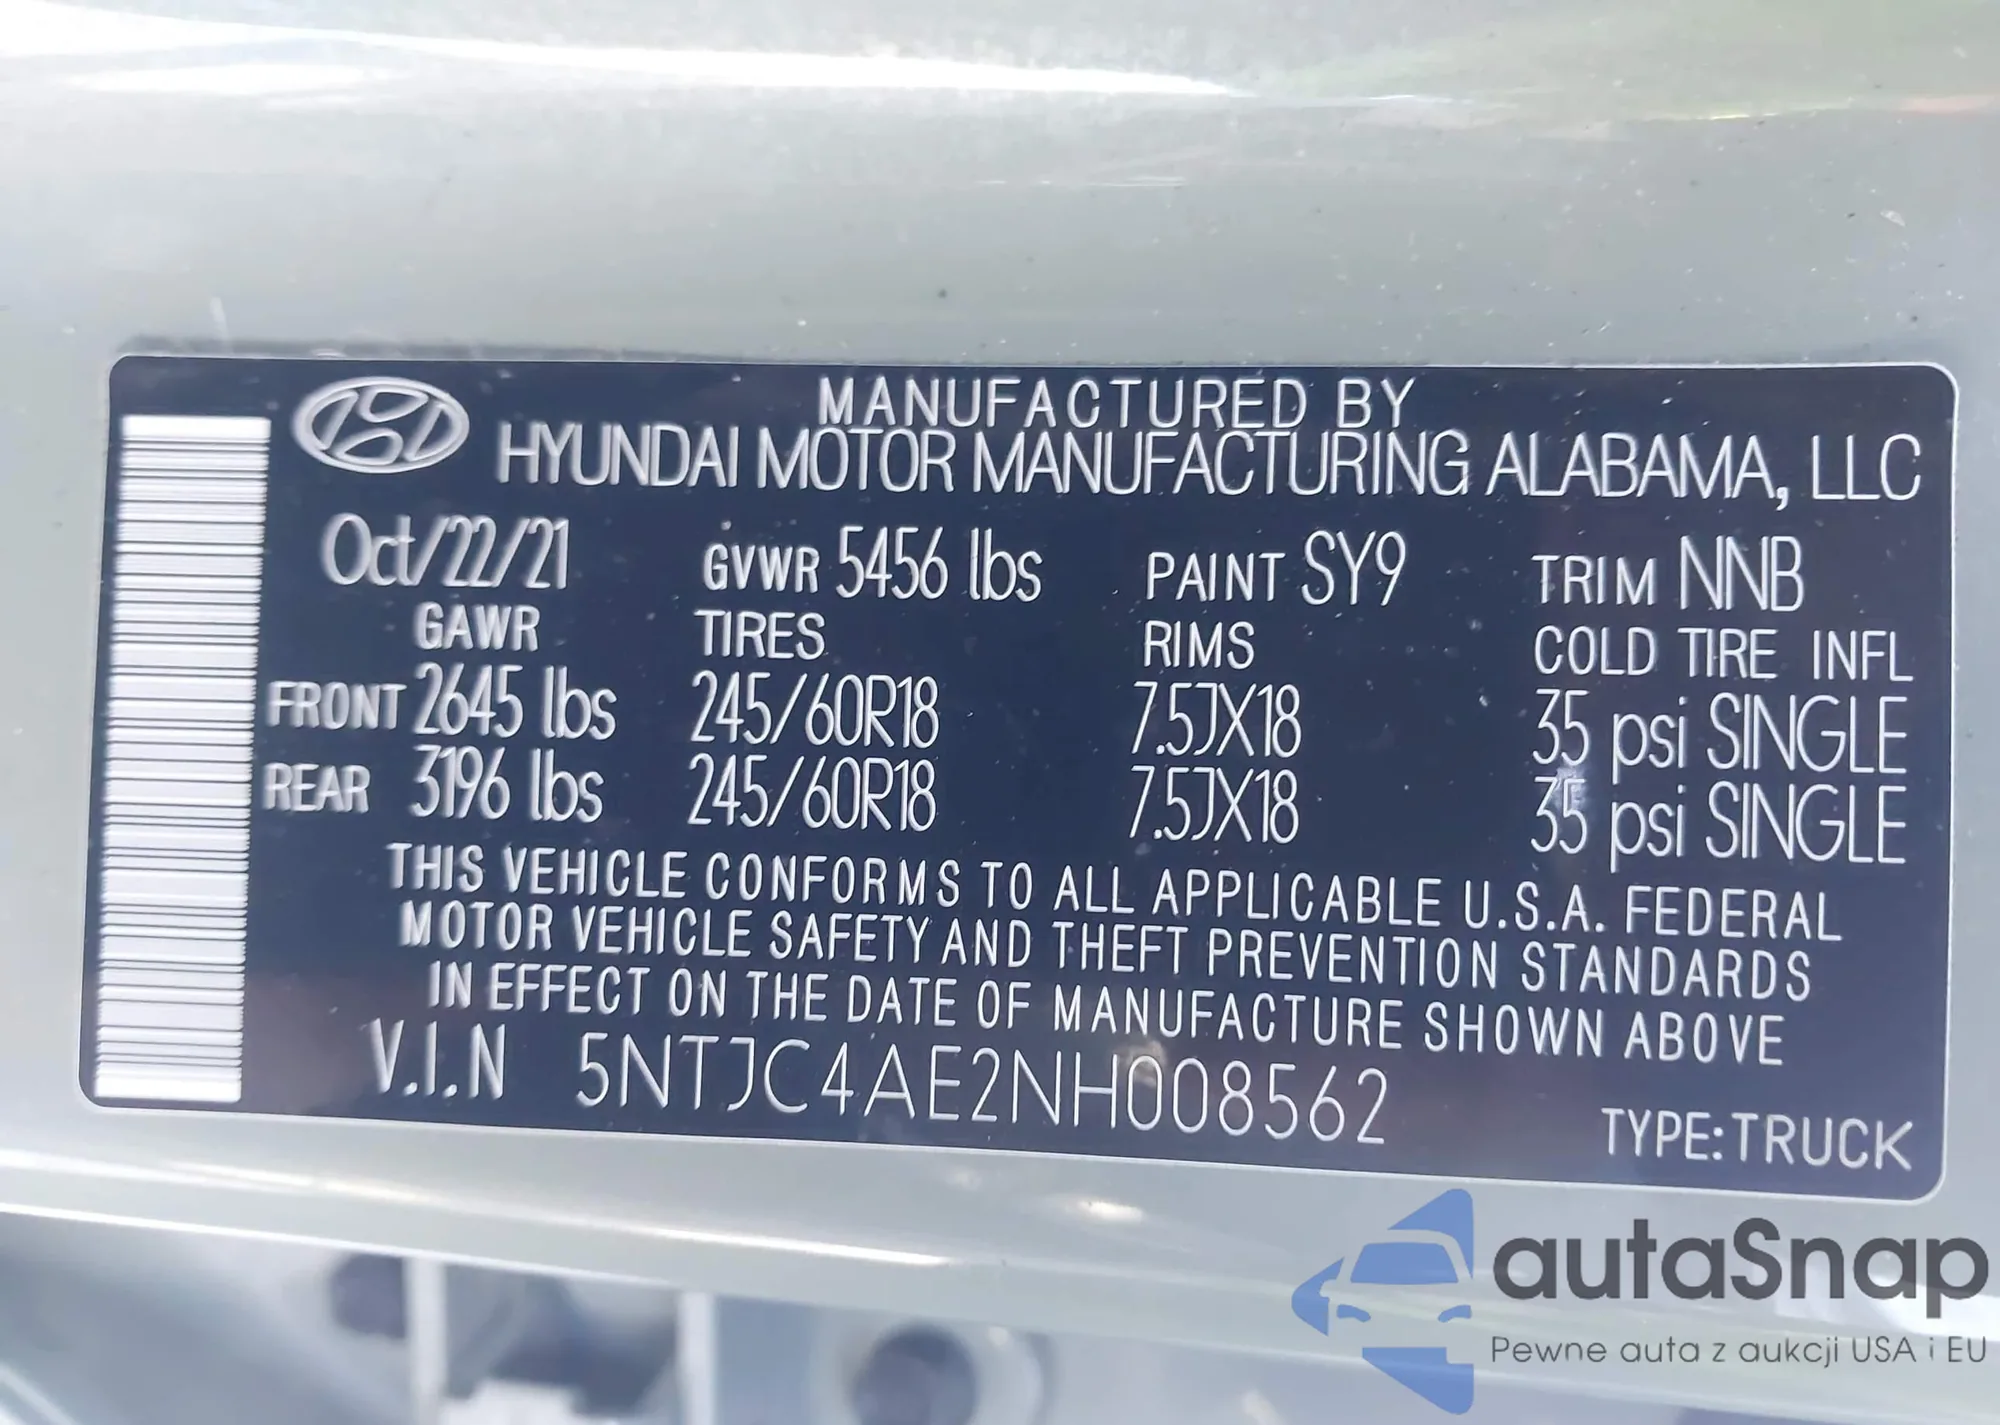 MANUFACTURED BY
HYUNDAI MOTOR MANUFACTURING ALABAMA, LLC
Oct/22/21 GVWR 5456 lbs PAINT SY9 TRIM NNB
GAWR TIRES RIMS COLD TIRE INFL
FRONT 2645 lbs 245/60R18 7.5JX18 35 psi SINGLE
REAR 3196 lbs 245/60R18 7.5JX18 35 psi SINGLE
THIS VEHICLE CONFORMS TO ALL APPLICABLE U.S.A. FEDERAL
MOTOR VEHICLE SAFETY AND THEFT PREVENTION STANDARDS
IN EFFECT ON THE DATE OF MANUFACTURE SHOWN ABOVE
V.I.N 5NTJC4AE2NH008562
TYPE:TRUCK
autaSnap
Pewne auta z aukcji USA i EU